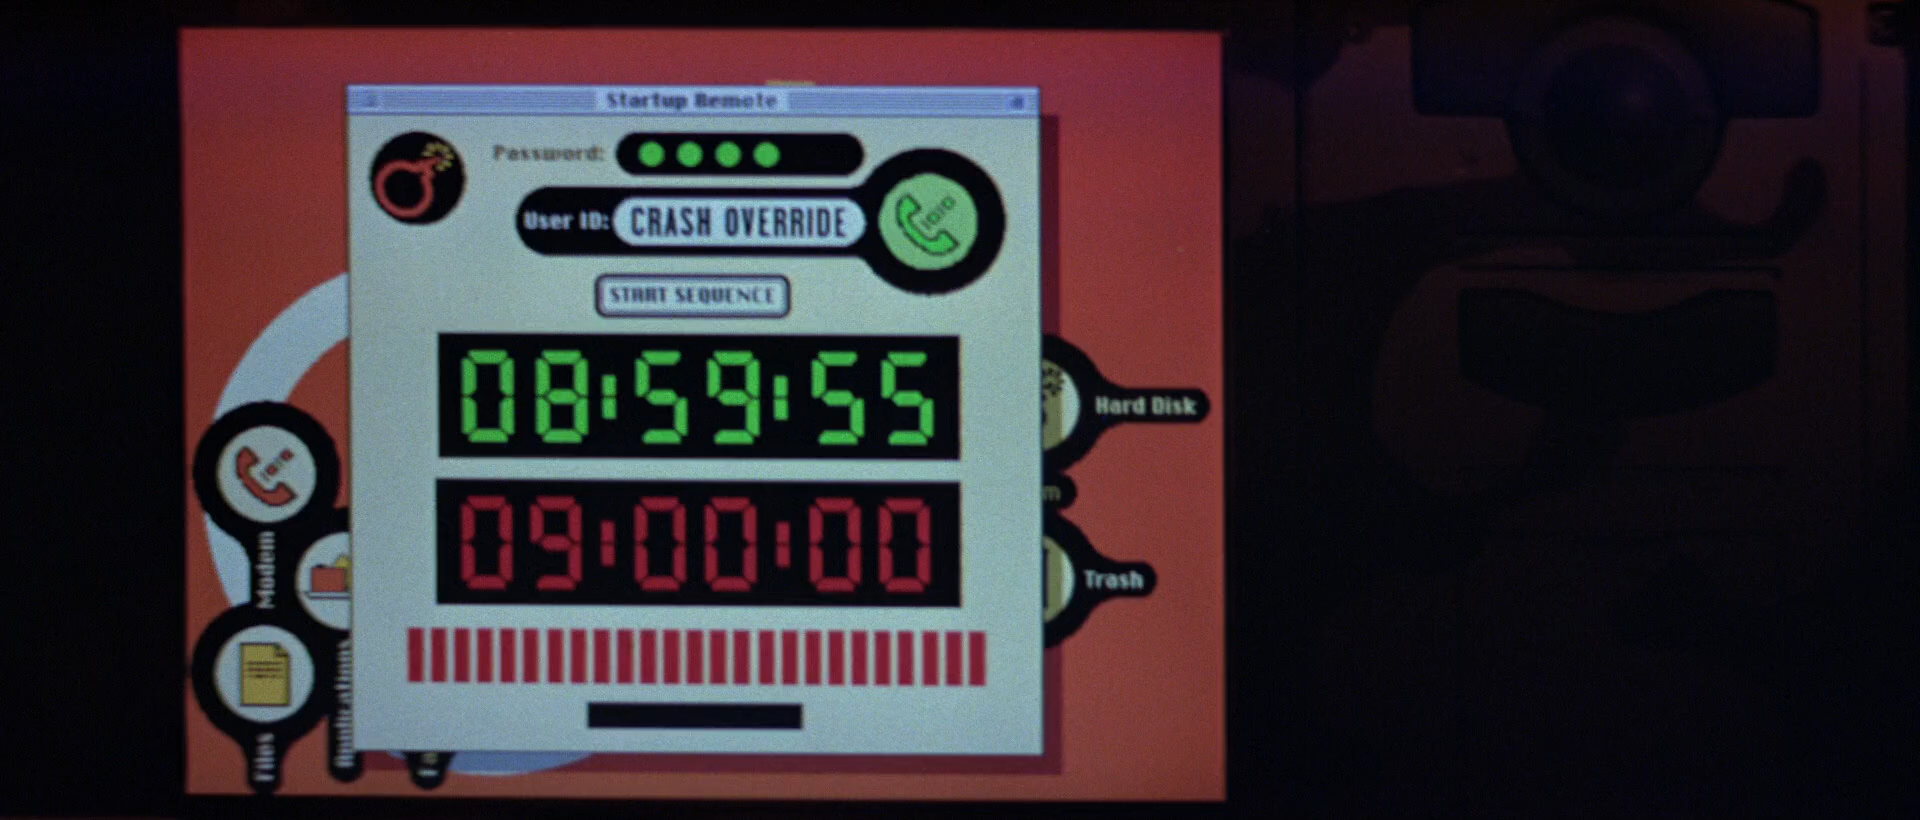 Startup Remote
Password:
User ID: CRASH OVERRIDE
START SEQUENCE
08:59:55
09:00:00
Hard Disk
Trash
Modem
Applications
Files